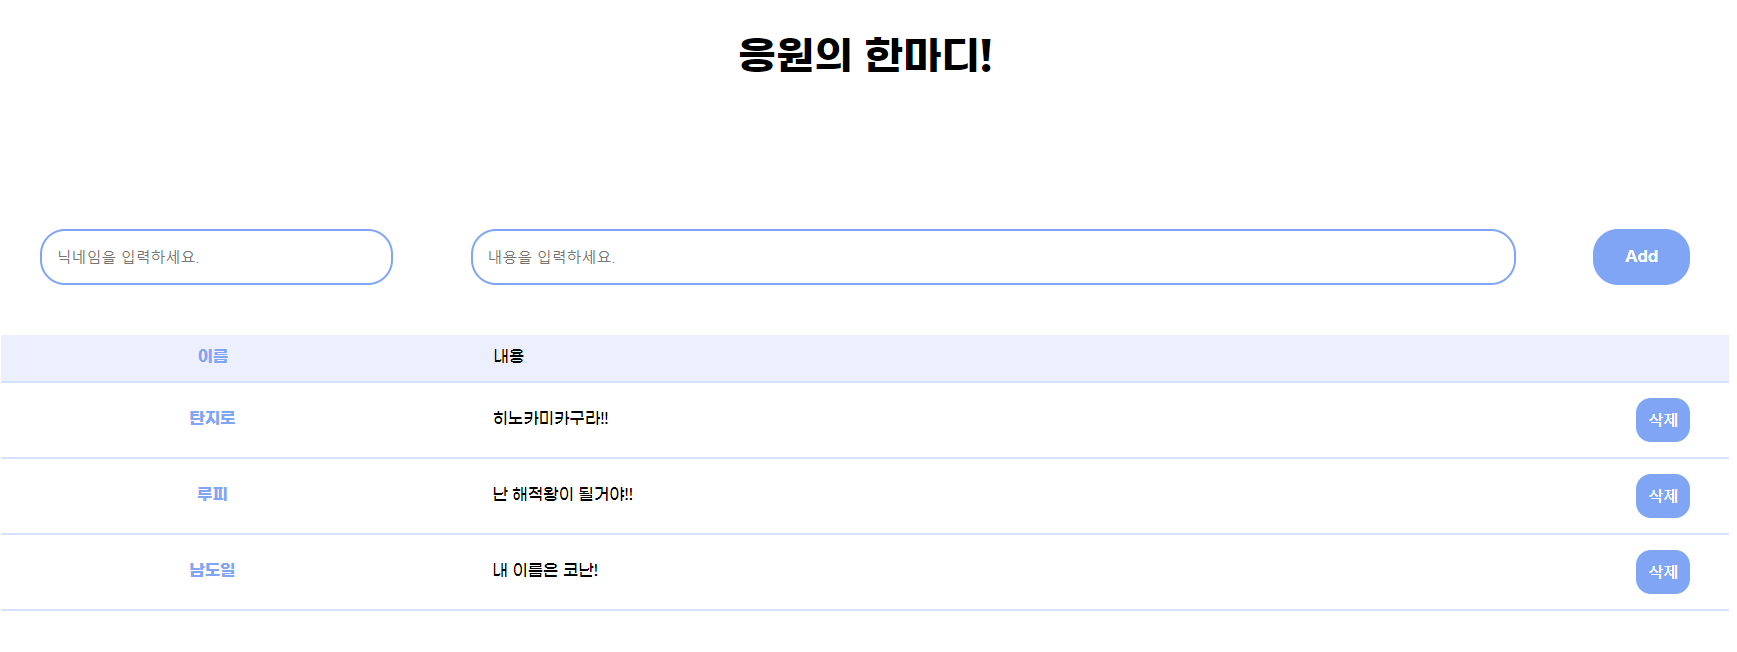 응원의 한마디!
닉네임을 입력하세요. 내용을 입력하세요. Add
이름 내용
탄지로 히노카미카구라!! 삭제
루피 난 해적왕이 될거야!! 삭제
남도일 내 이름은 코난! 삭제